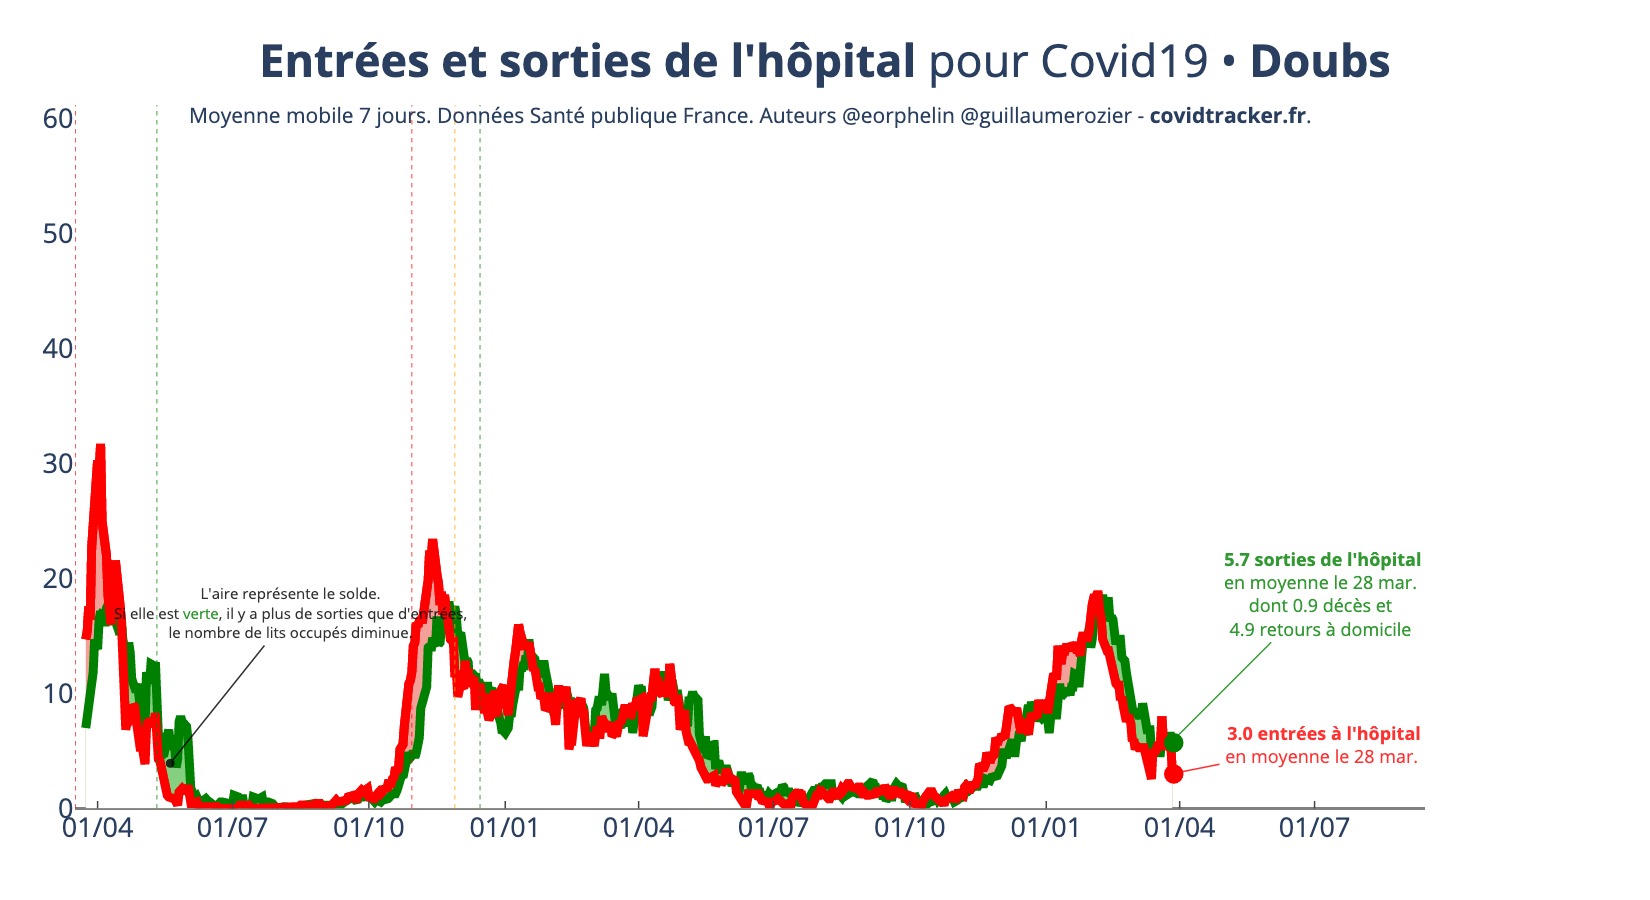 Entrées et sorties de l'hôpital pour Covid19 • Doubs
Moyenne mobile 7 jours. Données Santé publique France. Auteurs @eorphelin @guillaumerozier - covidtracker.fr.
60
50
40
30
20
10
0
L'aire représente le solde.
Si elle est verte, il y a plus de sorties que d'entrées,
le nombre de lits occupés diminue.
5.7 sorties de l'hôpital
en moyenne le 28 mar.
dont 0.9 décès et
4.9 retours à domicile
3.0 entrées à l'hôpital
en moyenne le 28 mar.
01/04 01/07 01/10 01/01 01/04 01/07 01/10 01/01 01/04 01/07